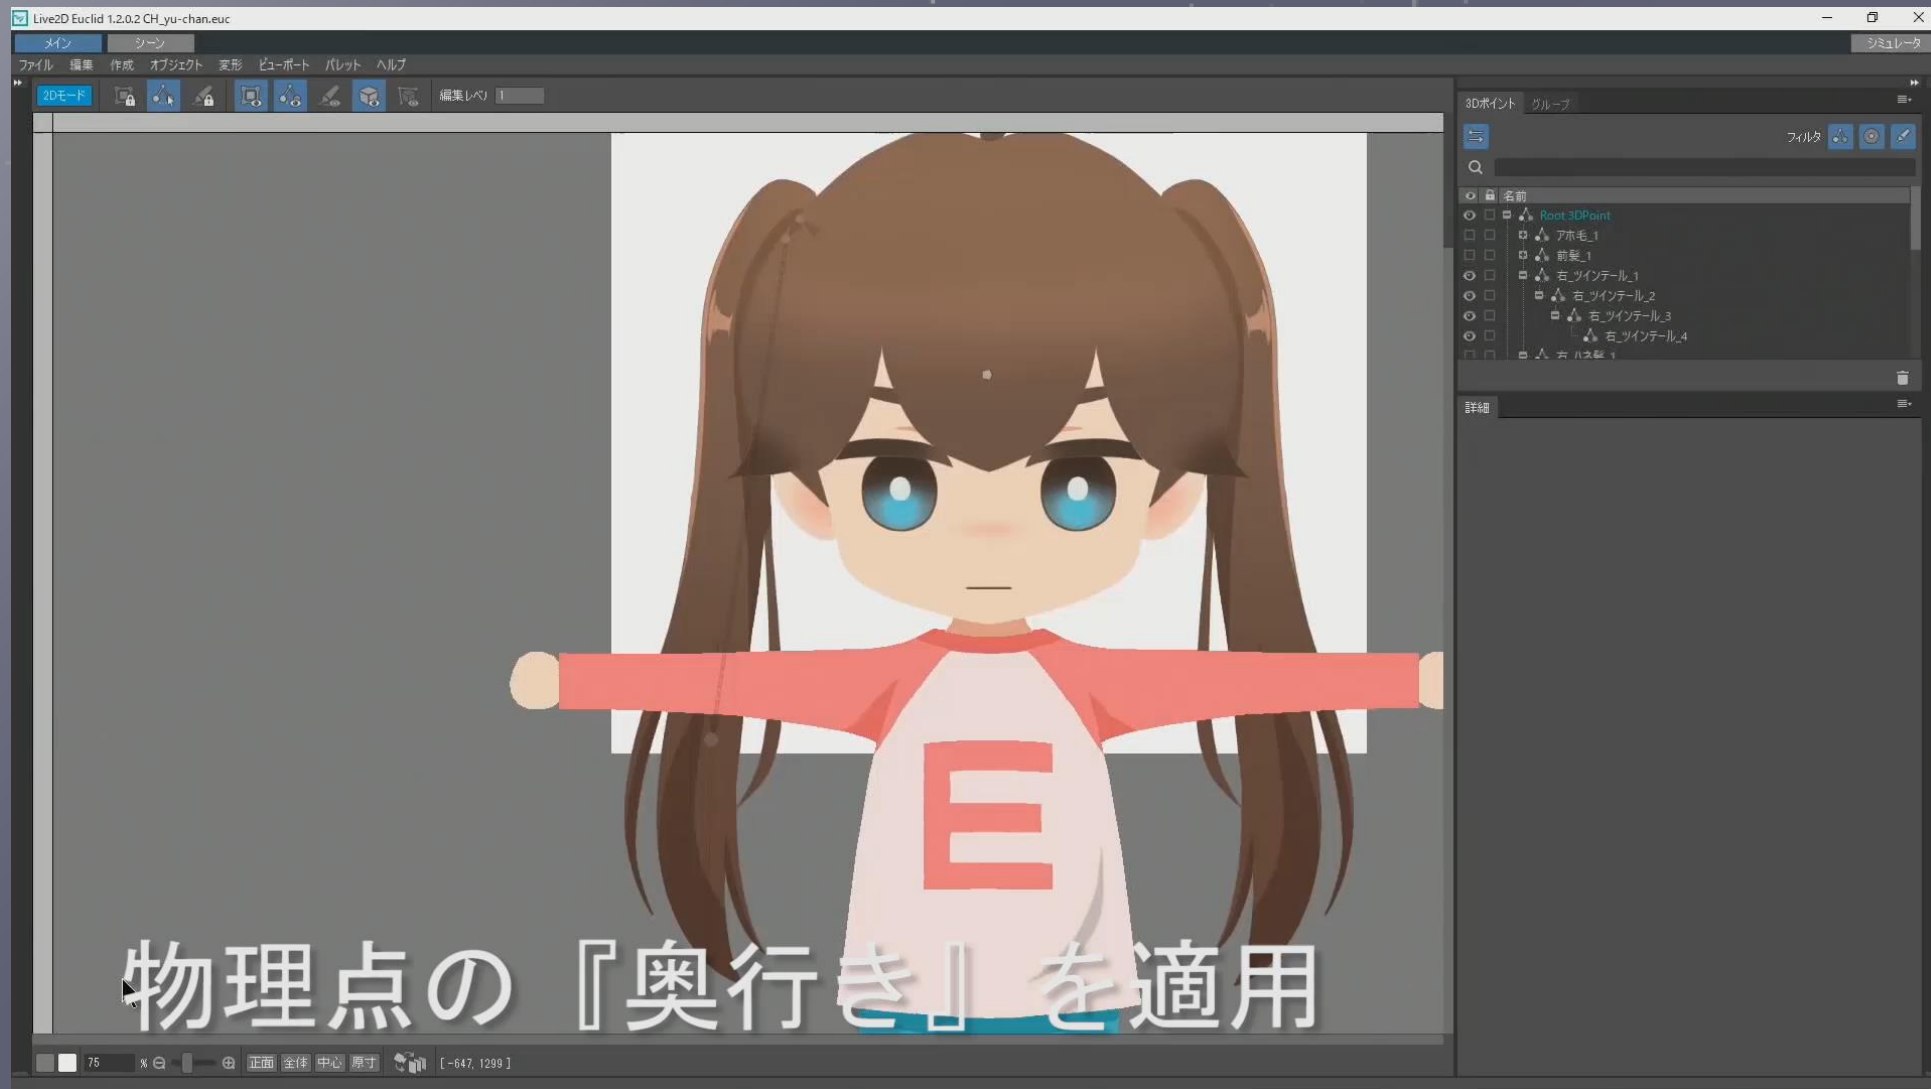 Live2D Euclid 1.2.0.2 CH_yu-chan.euc
メイン シーン シミュレータ
ファイル 編集 作成 オブジェクト 変形 ビューポート パレット ヘルプ
2Dモード 編集レベル 1
3Dポイント グループ
フィルタ
名前
Root 3DPoint
アホ毛_1
前髪_1
右_ツインテール_1
右_ツインテール_2
右_ツインテール_3
右_ツインテール_4
右_ハネ髪_1
詳細
E
物理点の『奥行き』を適用
75 % 正面 全体 中心 原寸 [-647, 1299 ]